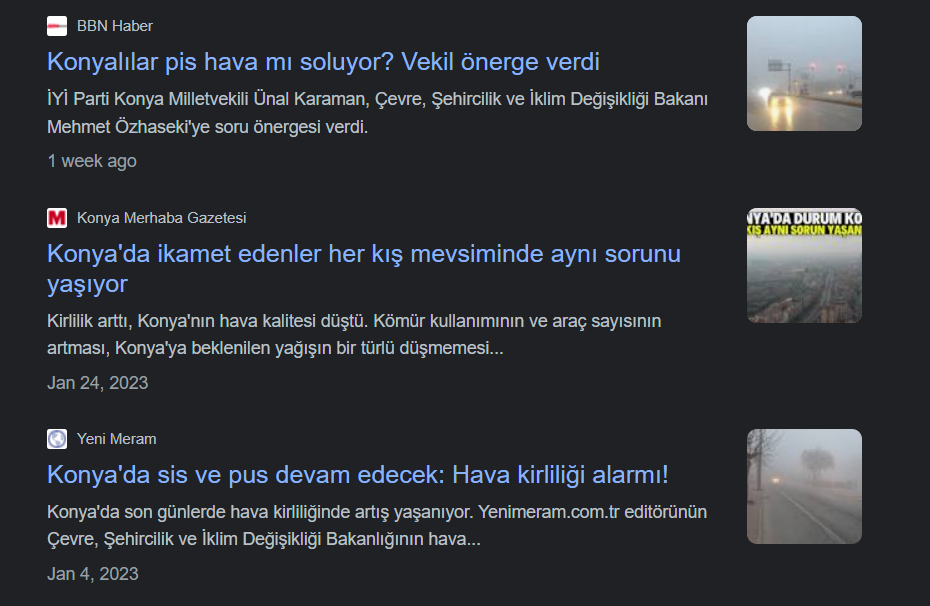 BBN Haber
Konyalılar pis hava mı soluyor? Vekil önerge verdi
İYİ Parti Konya Milletvekili Ünal Karaman, Çevre, Şehircilik ve İklim Değişikliği Bakanı
Mehmet Özhaseki'ye soru önergesi verdi.
1 week ago
M
Konya Merhaba Gazetesi
Konya'da ikamet edenler her kış mevsiminde aynı sorunu
yaşıyor
Kirlilik arttı, Konya'nın hava kalitesi düştü. Kömür kullanımının ve araç sayısının
artması, Konya'ya beklenilen yağışın bir türlü düşmemesi...
Jan 24, 2023
NYA'DA DURUM KO
KIŞ AYNI SORUN YAŞAN
Yeni Meram
Konya'da sis ve pus devam edecek: Hava kirliliği alarmı!
Konya'da son günlerde hava kirliliğinde artış yaşanıyor. Yenimeram.com.tr editörünün
Çevre, Şehircilik ve İklim Değişikliği Bakanlığının hava...
Jan 4, 2023